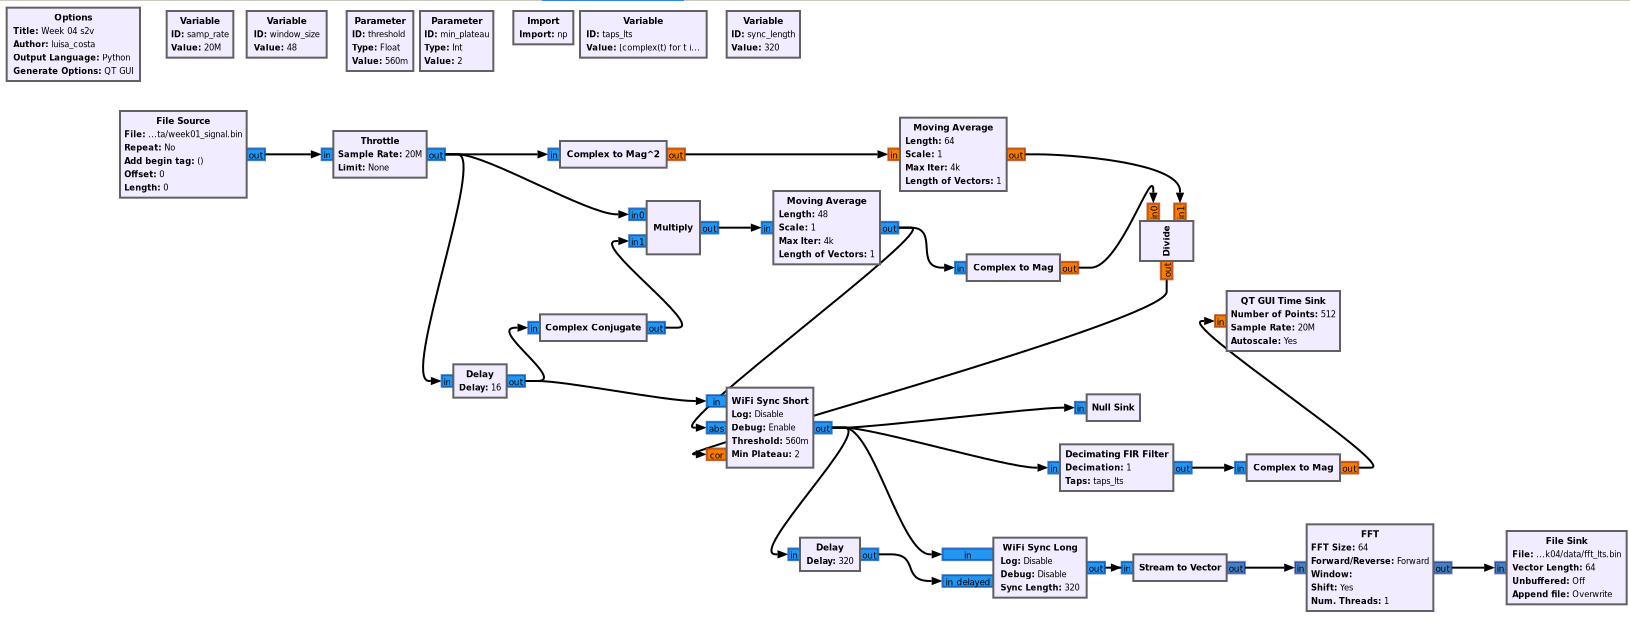 Options
Title: Week 04 s2v
Author: luisa_costa
Output Language: Python
Generate Options: QT GUI
Variable
ID: samp_rate
Value: 20M
Variable
ID: window_size
Value: 48
Parameter
ID: threshold
Type: Float
Value: 560m
Parameter
ID: min_plateau
Type: Int
Value: 2
Import
Import: np
Variable
ID: taps_lts
Value: [complex(t) for t i...
Variable
ID: sync_length
Value: 320
File Source
File: ...ta/week01_signal.bin
Repeat: No
Add begin tag: ()
Offset: 0
Length: 0
out
in
Throttle
Sample Rate: 20M
Limit: None
out
in
Complex to Mag^2
out
in
Moving Average
Length: 64
Scale: 1
Max Iter: 4k
Length of Vectors: 1
out
in0
in1
Multiply
out
in
Moving Average
Length: 48
Scale: 1
Max Iter: 4k
Length of Vectors: 1
out
in
Complex to Mag
out
in0
in1
Divide
out
in
QT GUI Time Sink
Number of Points: 512
Sample Rate: 20M
Autoscale: Yes
in
Complex Conjugate
out
in
Delay
Delay: 16
out
in
abs
cor
WiFi Sync Short
Log: Disable
Debug: Enable
Threshold: 560m
Min Plateau: 2
out
in
Null Sink
in
Decimating FIR Filter
Decimation: 1
Taps: taps_lts
out
in
Complex to Mag
out
in
Delay
Delay: 320
out
in
in delayed
WiFi Sync Long
Log: Disable
Debug: Disable
Sync Length: 320
out
in
Stream to Vector
out
in
FFT
FFT Size: 64
Forward/Reverse: Forward
Window:
Shift: Yes
Num. Threads: 1
out
in
File Sink
File: ...k04/data/fft_lts.bin
Vector Length: 64
Unbuffered: Off
Append file: Overwrite